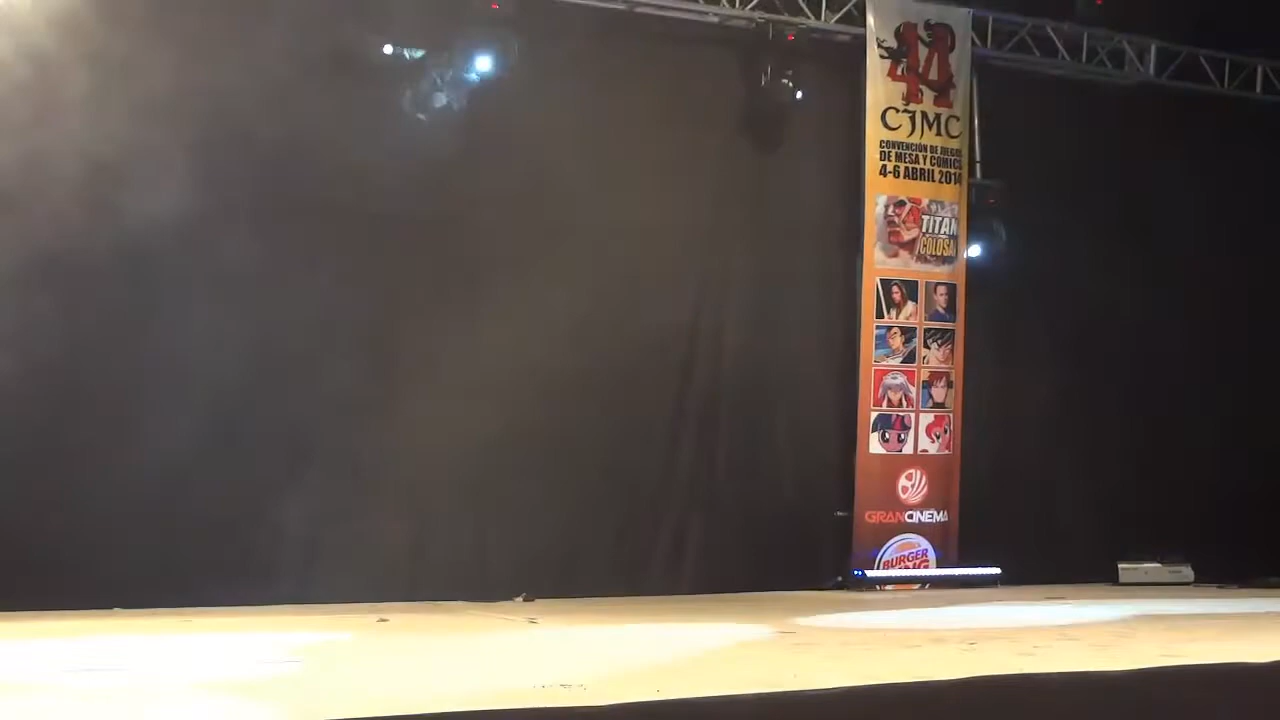 44
CJMC
CONVENCIÓN DE JUEGOS
DE MESA Y COMICS
4-6 ABRIL 2014
TITAN
COLOSAL
GRANCINEMA
BURGER
KING